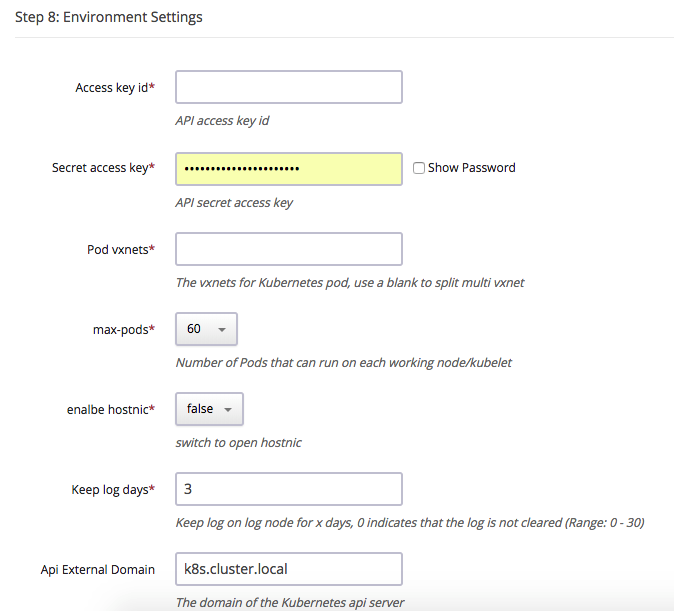 Step 8: Environment Settings
Access key id*
API access key id
Secret access key* •••••••••••••••••••••• Show Password
API secret access key
Pod vxnets*
The vxnets for Kubernetes pod, use a blank to split multi vxnet
max-pods* 60
Number of Pods that can run on each working node/kubelet
enalbe hostnic* false
switch to open hostnic
Keep log days* 3
Keep log on log node for x days, 0 indicates that the log is not cleared (Range: 0 - 30)
Api External Domain k8s.cluster.local
The domain of the Kubernetes api server